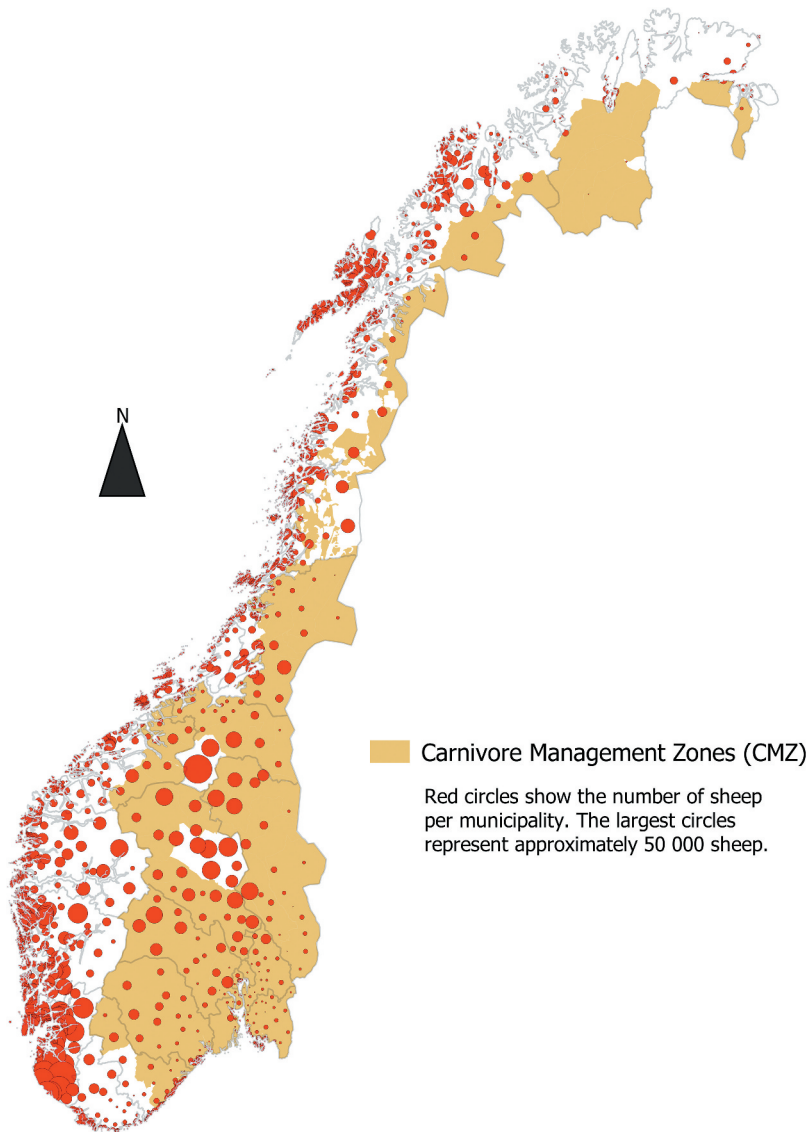 N
Carnivore Management Zones (CMZ)
Red circles show the number of sheep
per municipality. The largest circles
represent approximately 50 000 sheep.